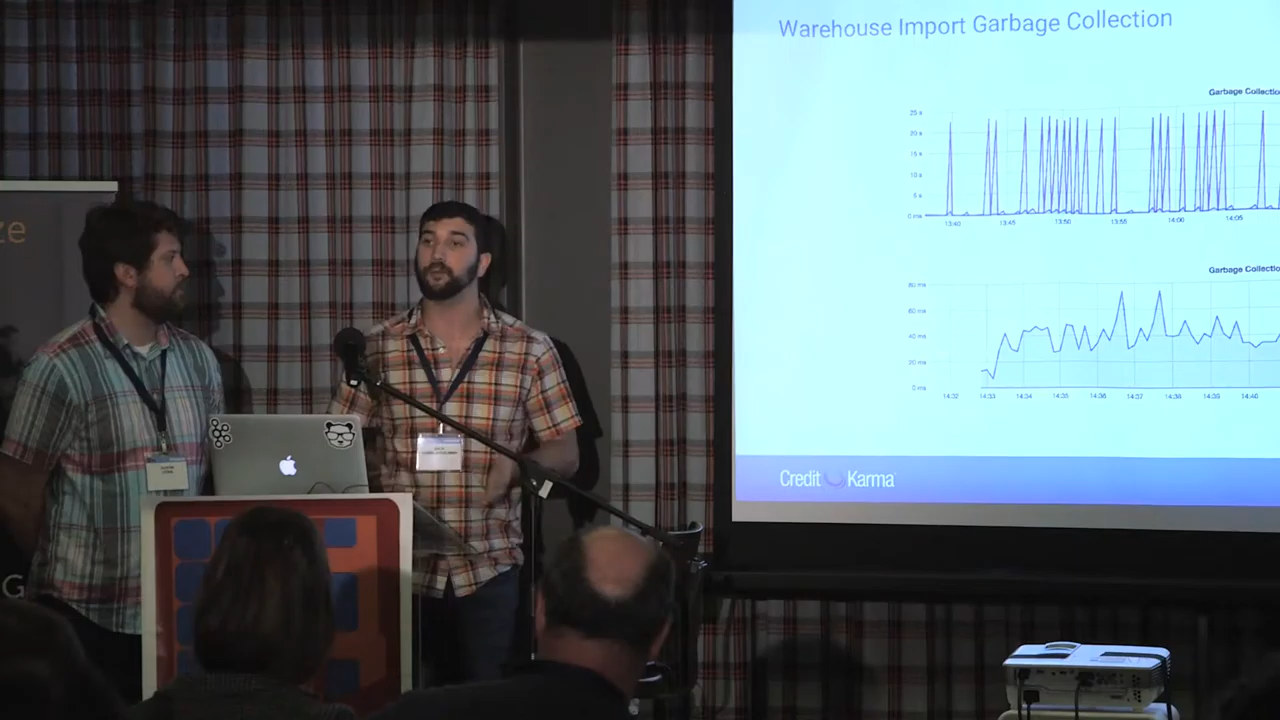 Warehouse Import Garbage Collection
Garbage Collectio
25 s
20 s
15 s
10 s
5 s
0 ms
13:40 13:45 13:50 13:55 14:00 14:05
Garbage Collectio
80 ms
60 ms
40 ms
20 ms
0 ms
14:32 14:33 14:34 14:35 14:36 14:37 14:38 14:39 14:40
Credit Karma
ze
G